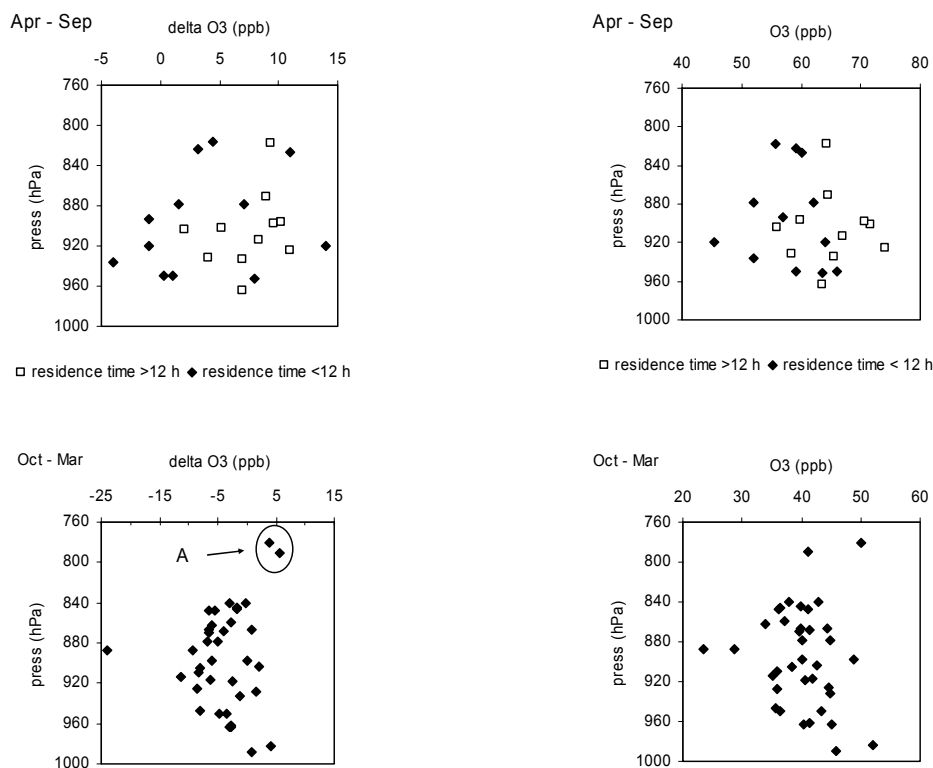 Apr - Sep
delta O3 (ppb)
-5 0 5 10 15
760
800
840
880
920
960
1000
press (hPa)
□ residence time >12 h ◆ residence time <12 h
Apr - Sep
O3 (ppb)
40 50 60 70 80
760
800
840
880
920
960
1000
press (hPa)
□ residence time >12 h ◆ residence time < 12 h
Oct - Mar
delta O3 (ppb)
-25 -15 -5 5 15
760
800
840
880
920
960
1000
press (hPa)
A
Oct - Mar
O3 (ppb)
20 30 40 50 60
760
800
840
880
920
960
1000
press (hPa)